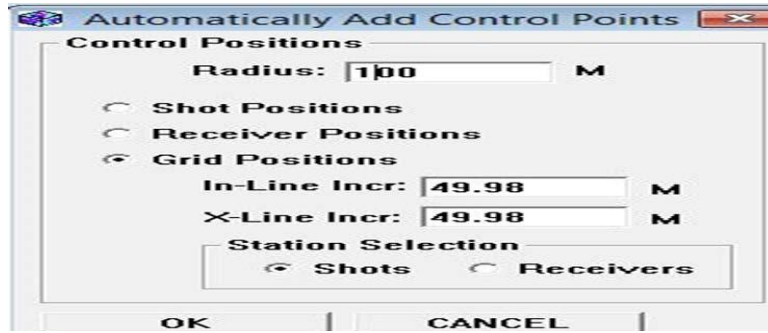 Automatically Add Control Points
Control Positions
Radius: 100 M
Shot Positions
Receiver Positions
Grid Positions
In-Line Incr: 49.98 M
X-Line Incr: 49.98 M
Station Selection
Shots Receivers
OK CANCEL